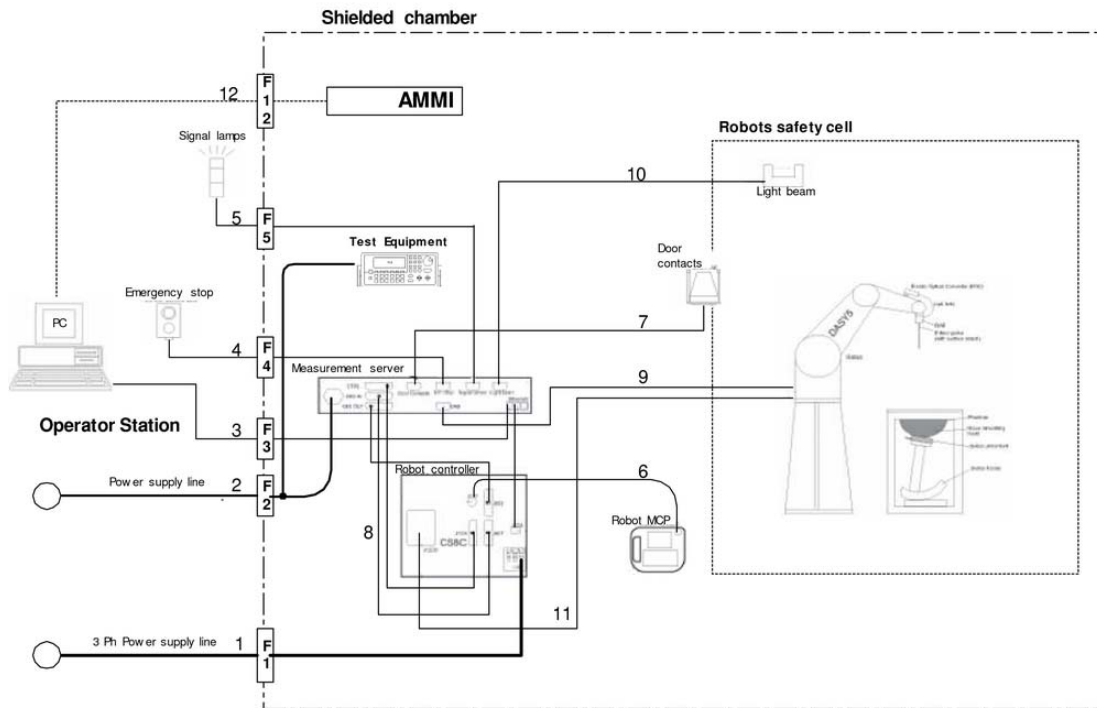 Shielded chamber
F
1
2
12
AMMI
Signal lamps
Robots safety cell
10
Light beam
5
F
5
Test Equipment
Door
contacts
Emergency stop
PC
DASY5
7
4
F
4
Measurement server
9
Operator Station
3
F
3
Robot controller
Power supply line
2
F
2
6
Robot MCP
8
CS8C
11
3 Ph Power supply line
1
F
1